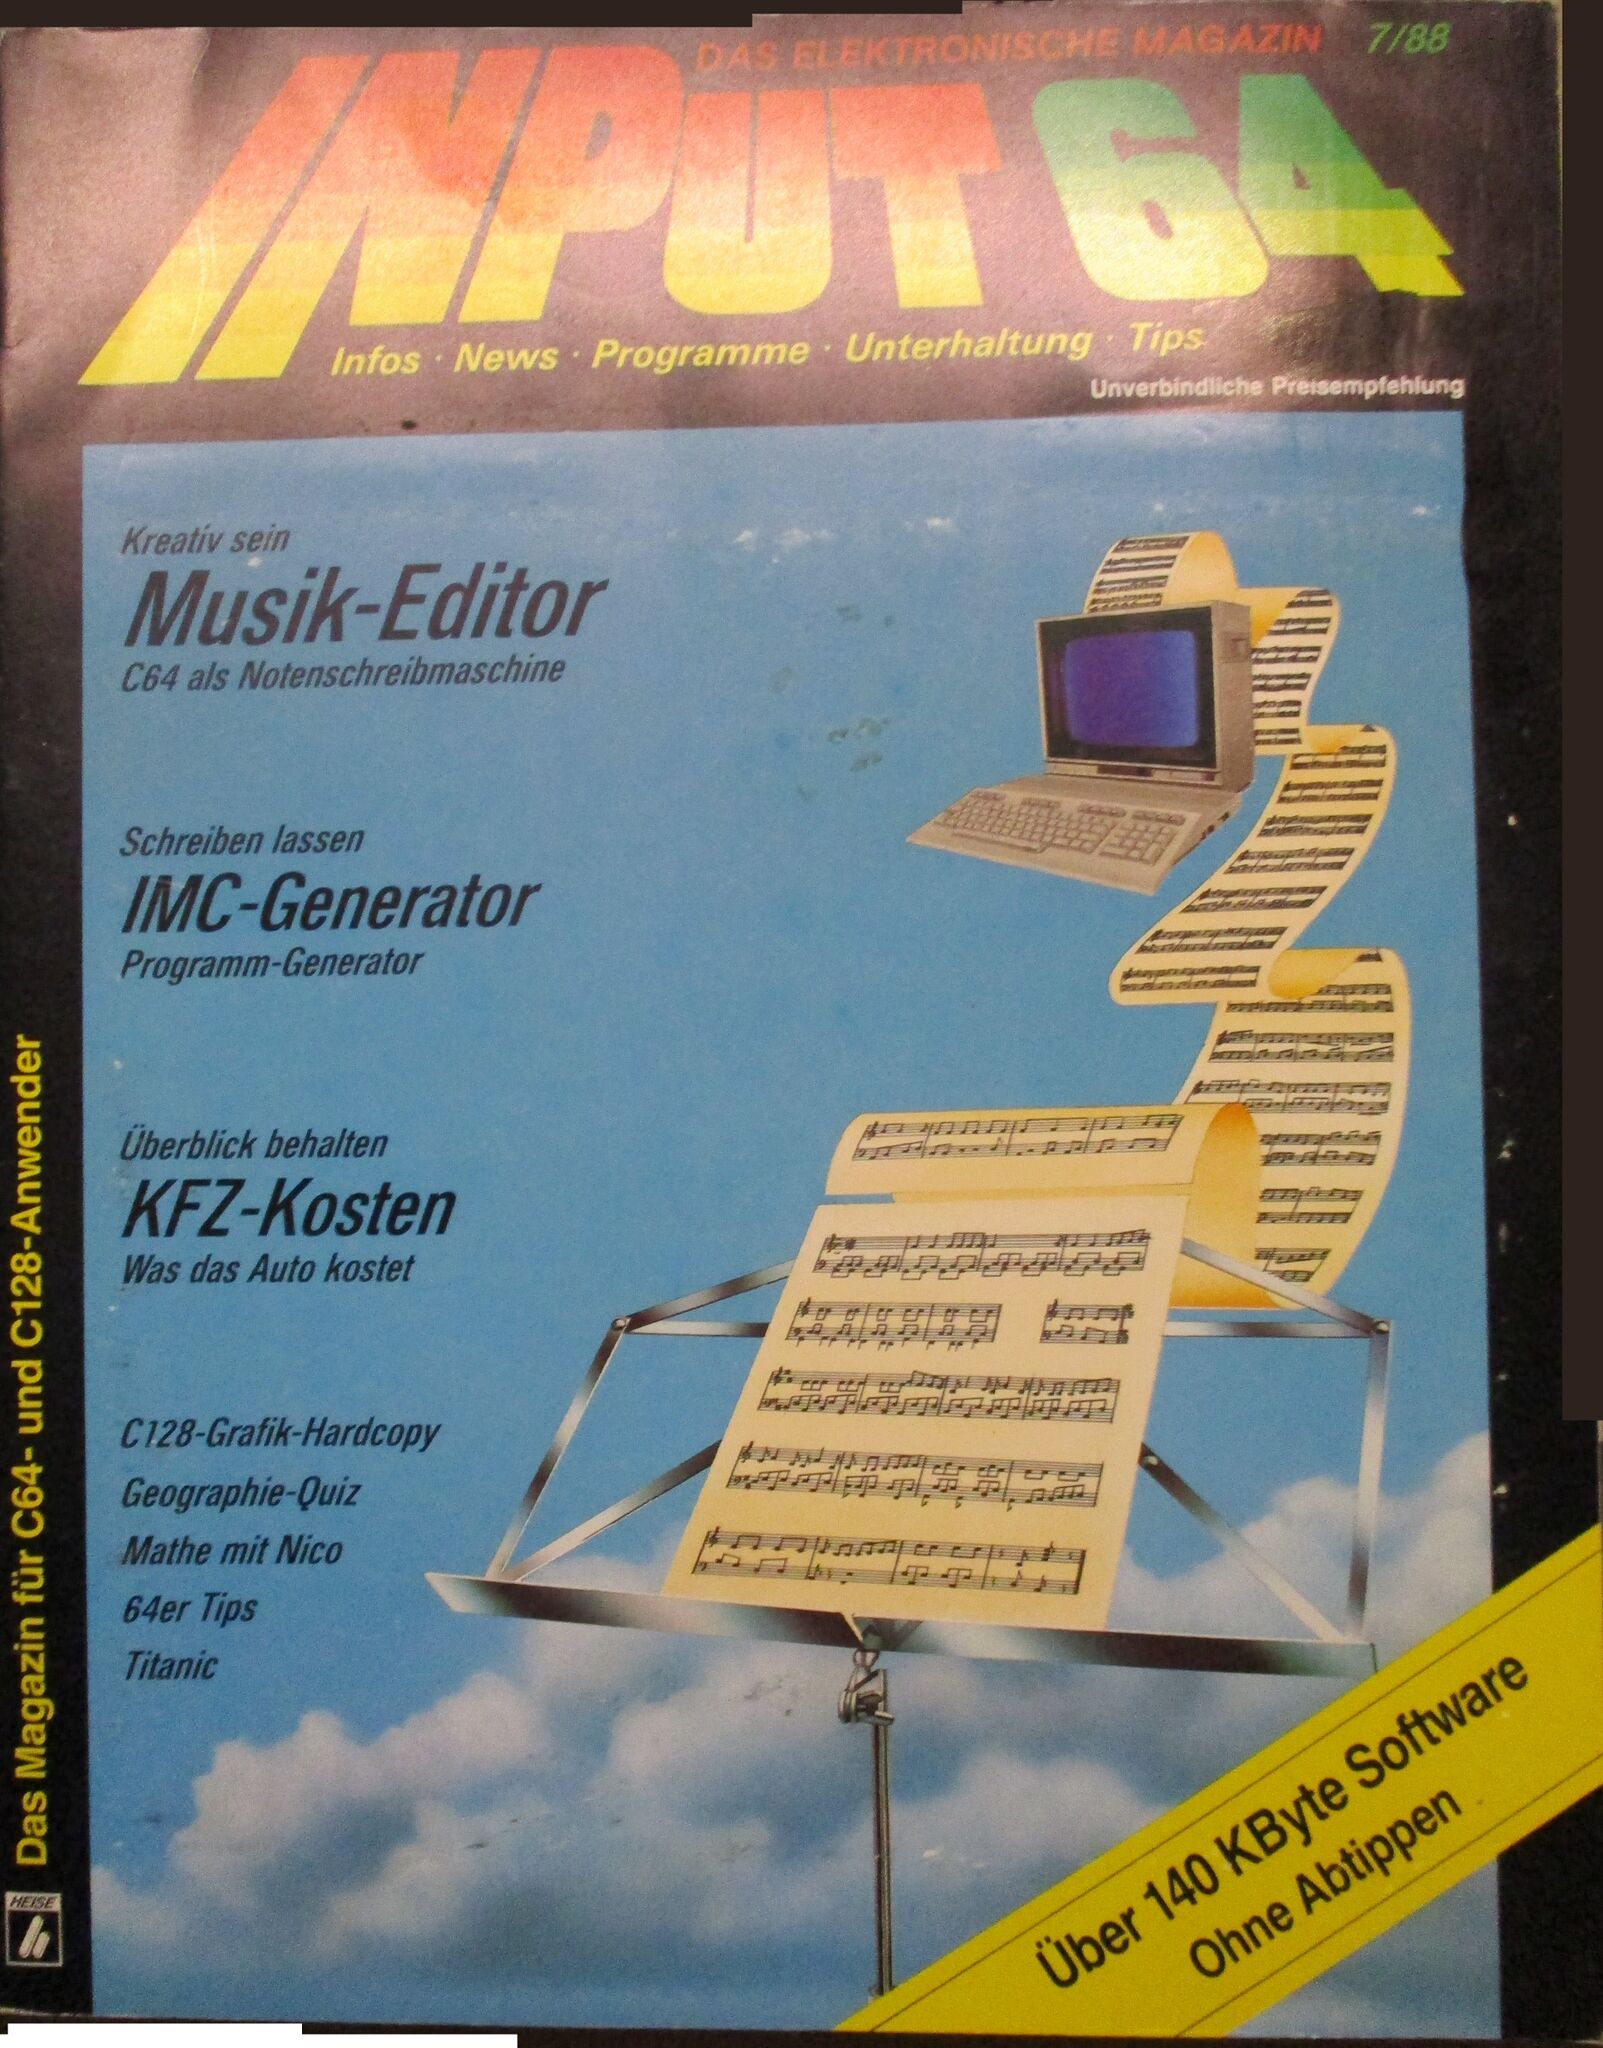 DAS ELEKTRONISCHE MAGAZIN 7/88
INPUT 64
Infos · News · Programme · Unterhaltung · Tips
Unverbindliche Preisempfehlung
Kreativ sein
Musik-Editor
C64 als Notenschreibmaschine
Schreiben lassen
IMC-Generator
Programm-Generator
Überblick behalten
KFZ-Kosten
Was das Auto kostet
C128-Grafik-Hardcopy
Geographie-Quiz
Mathe mit Nico
64er Tips
Titanic
Über 140 KByte Software
Ohne Abtippen
Das Magazin für C64- und C128-Anwender
HEISE